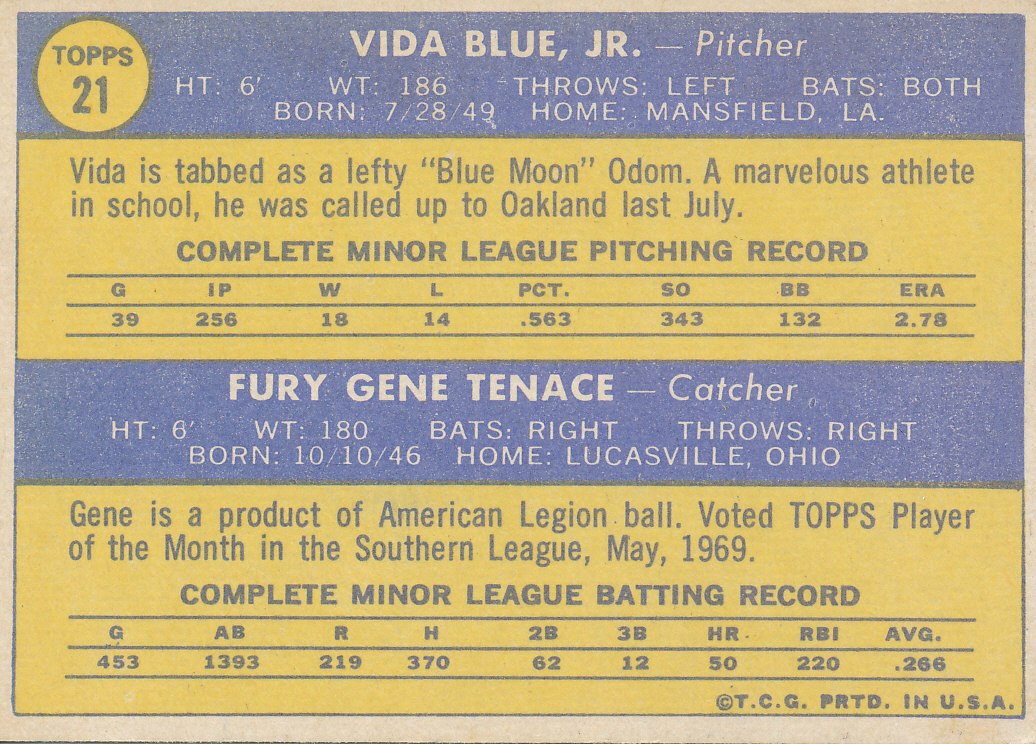 TOPPS
21
VIDA BLUE, JR. — Pitcher
HT: 6' WT: 186 THROWS: LEFT BATS: BOTH
BORN: 7/28/49 HOME: MANSFIELD, LA.
Vida is tabbed as a lefty "Blue Moon" Odom. A marvelous athlete
in school, he was called up to Oakland last July.
COMPLETE MINOR LEAGUE PITCHING RECORD
G IP W L PCT. SO BB ERA
39 256 18 14 .563 343 132 2.78
FURY GENE TENACE — Catcher
HT: 6' WT: 180 BATS: RIGHT THROWS: RIGHT
BORN: 10/10/46 HOME: LUCASVILLE, OHIO
Gene is a product of American Legion ball. Voted TOPPS Player
of the Month in the Southern League, May, 1969.
COMPLETE MINOR LEAGUE BATTING RECORD
G AB R H 2B 3B HR RBI AVG.
453 1393 219 370 62 12 50 220 .266
©T.C.G. PRTD. IN U.S.A.